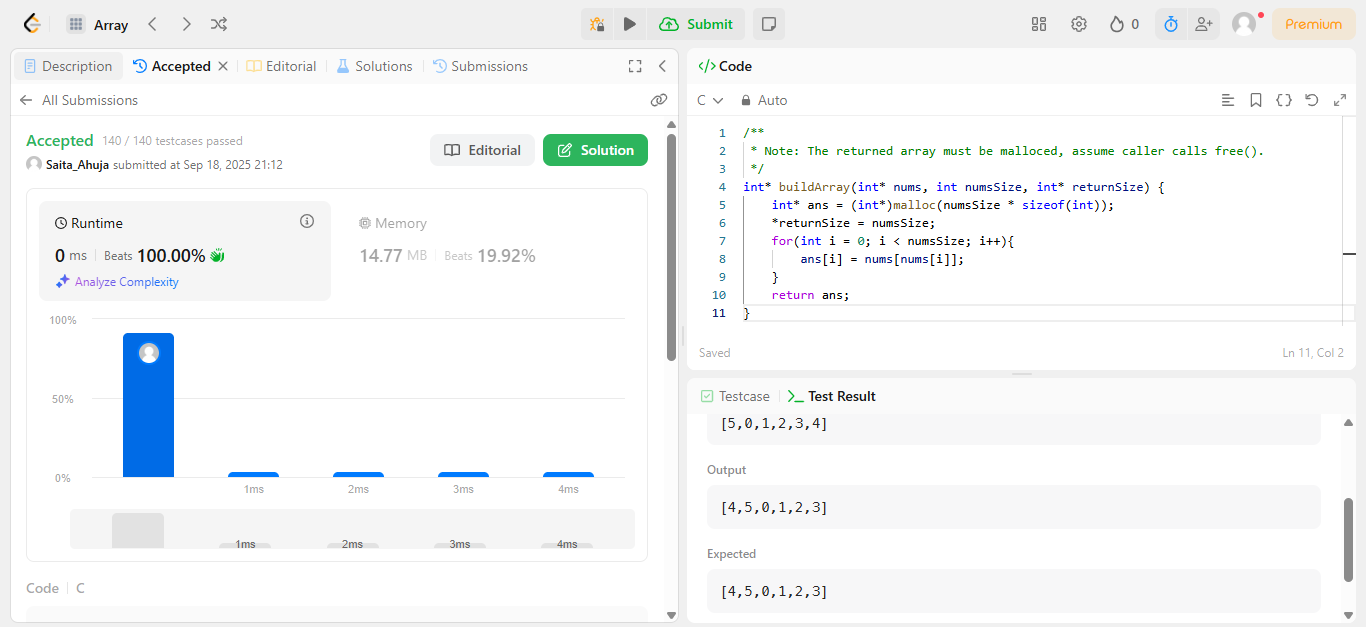 Array
Submit
0
Premium
Description
Accepted
Editorial
Solutions
Submissions
All Submissions
Accepted 140 / 140 testcases passed
Saita_Ahuja submitted at Sep 18, 2025 21:12
Editorial
Solution
Runtime
0 ms Beats 100.00%
Analyze Complexity
Memory
14.77 MB Beats 19.92%
100%
50%
0%
1ms 2ms 3ms 4ms
1ms 2ms 3ms 4ms
Code C
</> Code
C Auto
1 /**
2 * Note: The returned array must be malloced, assume caller calls free().
3 */
4 int* buildArray(int* nums, int numsSize, int* returnSize) {
5 int* ans = (int*)malloc(numsSize * sizeof(int));
6 *returnSize = numsSize;
7 for(int i = 0; i < numsSize; i++){
8 ans[i] = nums[nums[i]];
9 }
10 return ans;
11 }
Saved
Ln 11, Col 2
Testcase
Test Result
[5,0,1,2,3,4]
Output
[4,5,0,1,2,3]
Expected
[4,5,0,1,2,3]